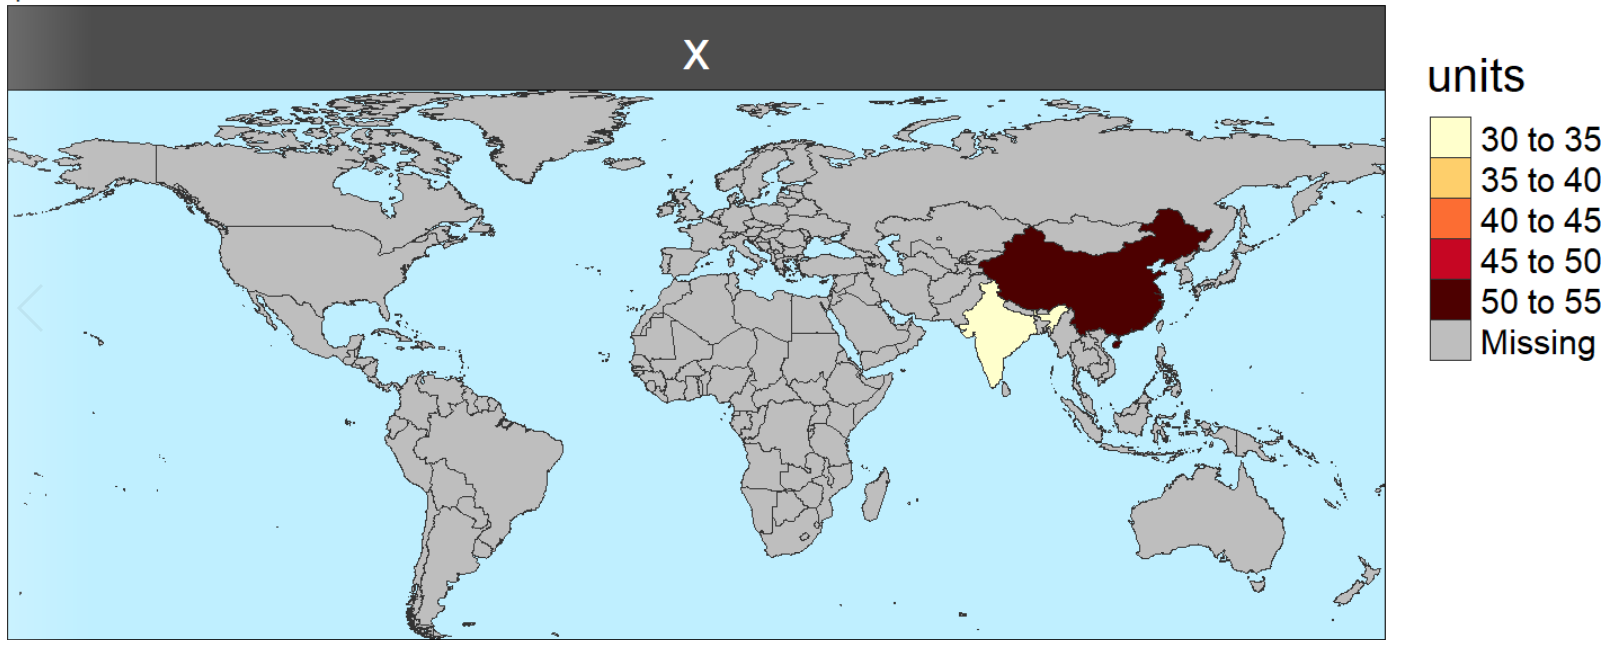 X
units
30 to 35
35 to 40
40 to 45
45 to 50
50 to 55
Missing